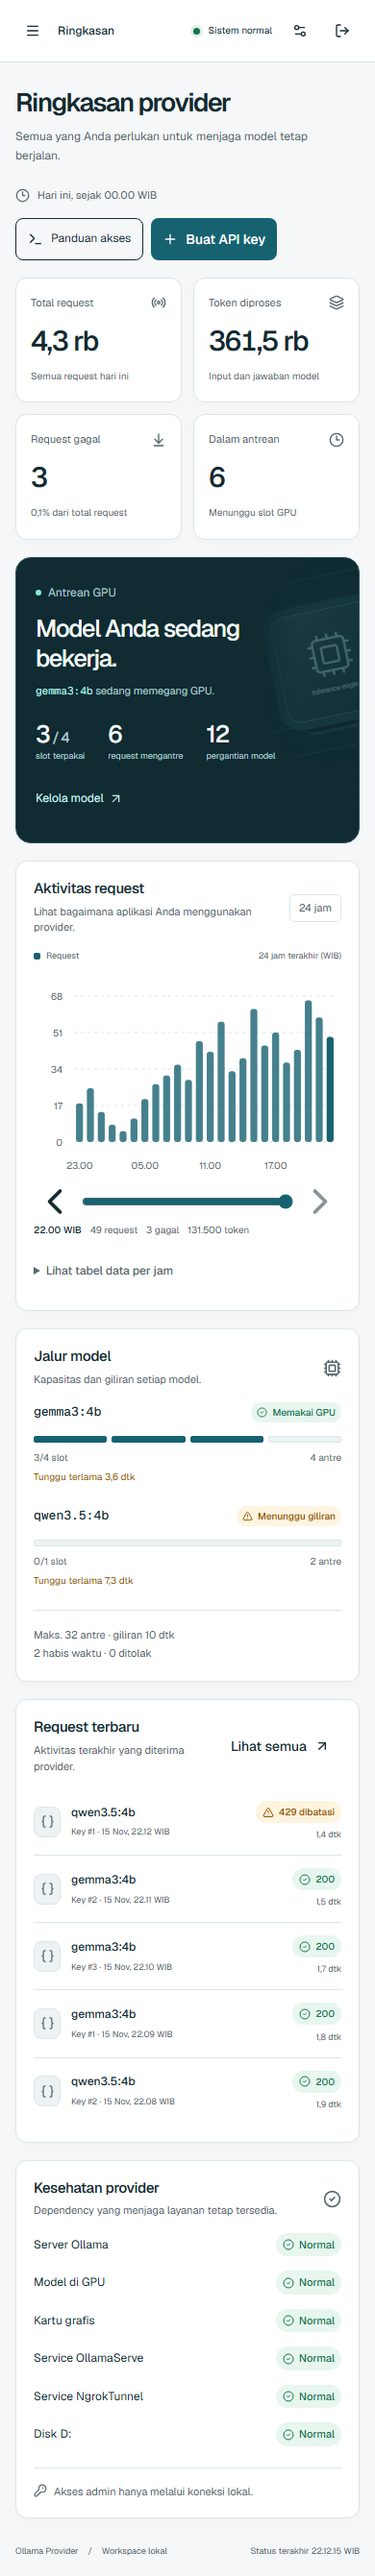 Ringkasan
Sistem normal
Ringkasan provider
Semua yang Anda perlukan untuk menjaga model tetap
berjalan.
Hari ini, sejak 00.00 WIB
Panduan akses
Buat API key
Total request
4,3 rb
Semua request hari ini
Token diproses
361,5 rb
Input dan jawaban model
Request gagal
3
0,1% dari total request
Dalam antrean
6
Menunggu slot GPU
Antrean GPU
Model Anda sedang
bekerja.
gemma3:4b sedang memegang GPU.
3 / 4
slot terpakai
6
request mengantre
12
pergantian model
Inference engine
Kelola model
Aktivitas request
Lihat bagaimana aplikasi Anda menggunakan
provider.
24 jam
Request
24 jam terakhir (WIB)
68
51
34
17
0
23.00 05.00 11.00 17.00
22.00 WIB 49 request 3 gagal 131.500 token
Lihat tabel data per jam
Jalur model
Kapasitas dan giliran setiap model.
gemma3:4b
Memakai GPU
3/4 slot
4 antre
Tunggu terlama 3,6 dtk
qwen3.5:4b
Menunggu giliran
0/1 slot
2 antre
Tunggu terlama 7,3 dtk
Maks. 32 antre · giliran 10 dtk
2 habis waktu · 0 ditolak
Request terbaru
Aktivitas terakhir yang diterima
provider.
Lihat semua
qwen3.5:4b
429 dibatasi
Key #1 · 15 Nov, 22.12 WIB
1,4 dtk
gemma3:4b
200
Key #2 · 15 Nov, 22.11 WIB
1,5 dtk
gemma3:4b
200
Key #3 · 15 Nov, 22.10 WIB
1,7 dtk
gemma3:4b
200
Key #1 · 15 Nov, 22.09 WIB
1,8 dtk
qwen3.5:4b
200
Key #2 · 15 Nov, 22.08 WIB
1,9 dtk
Kesehatan provider
Dependency yang menjaga layanan tetap tersedia.
Server Ollama
Normal
Model di GPU
Normal
Kartu grafis
Normal
Service OllamaServe
Normal
Service NgrokTunnel
Normal
Disk D:
Normal
Akses admin hanya melalui koneksi lokal.
Ollama Provider / Workspace lokal
Status terakhir 22.12.15 WIB